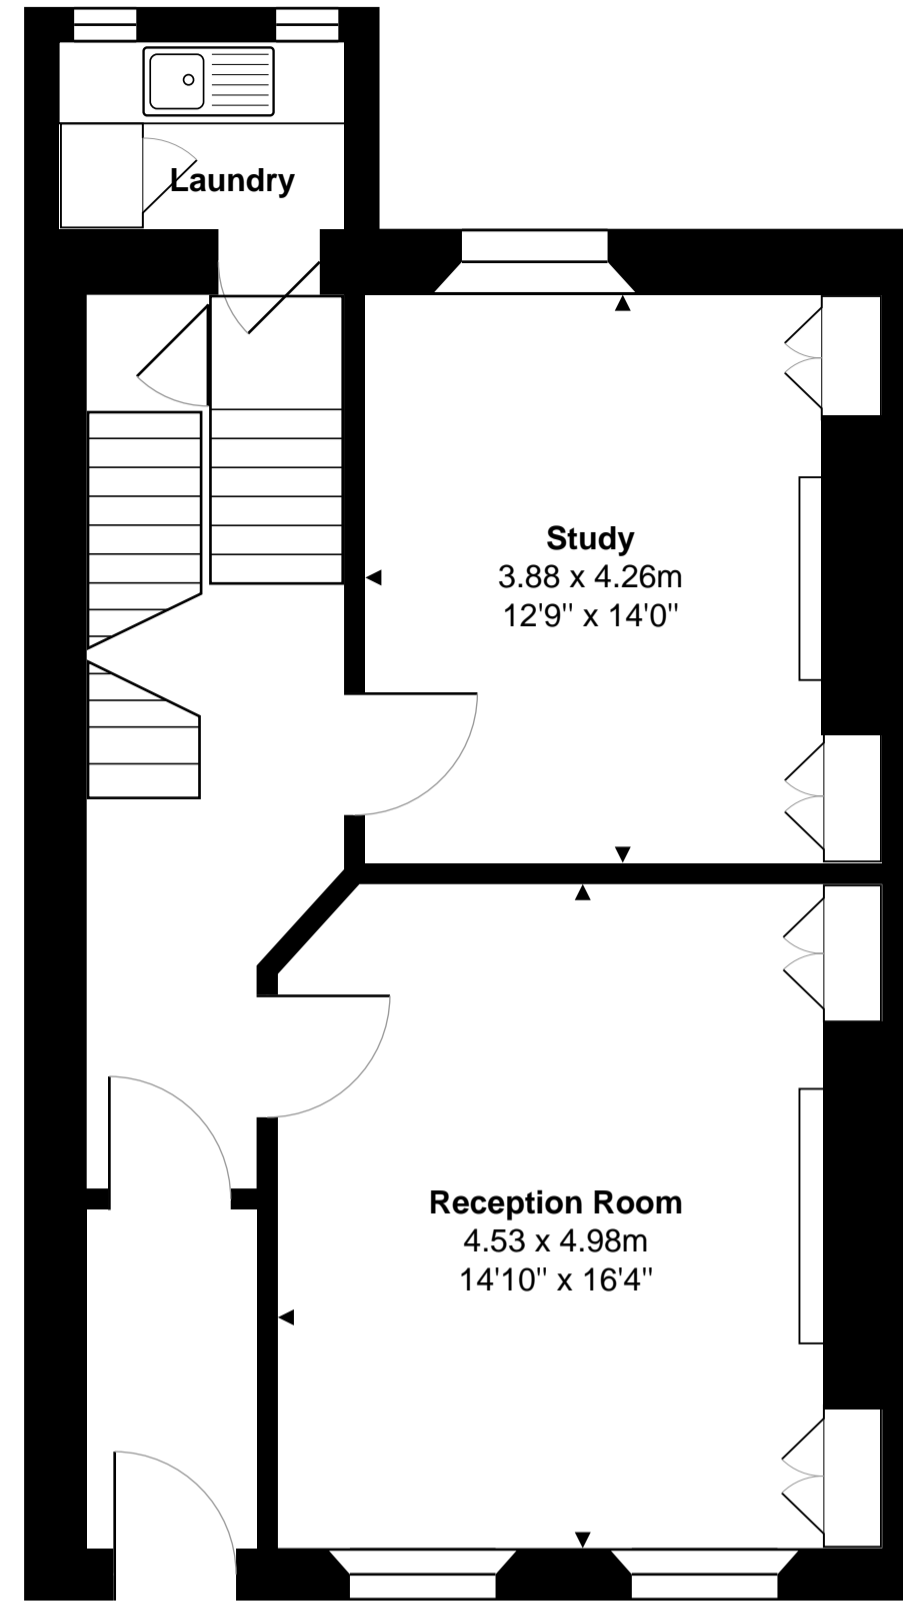 Laundry
Study
3.88 x 4.26m
12'9" x 14'0"
Reception Room
4.53 x 4.98m
14'10" x 16'4"